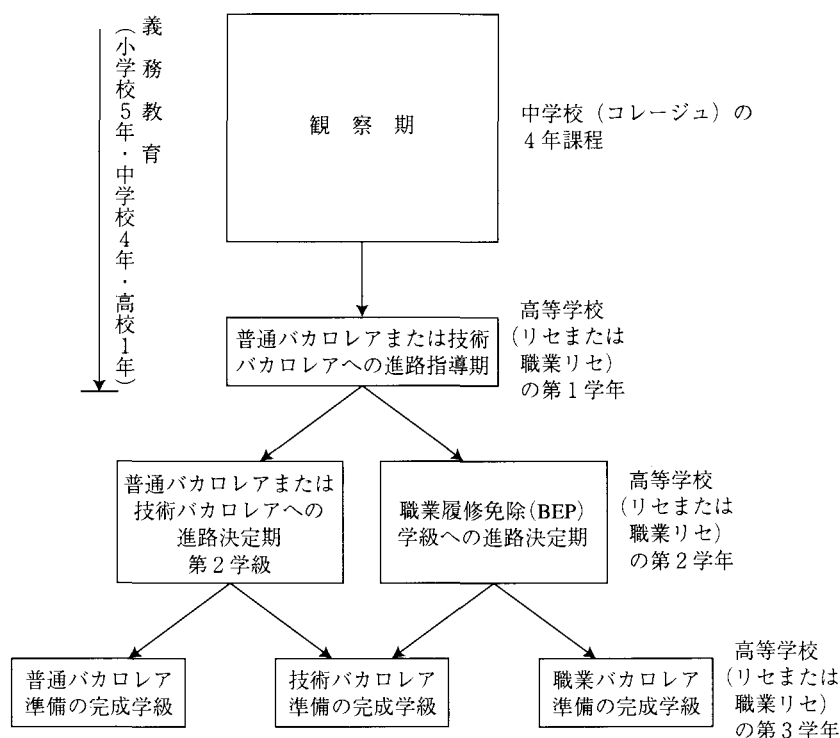 義務教育
(小学校5年・中学校4年・高校1年)
観察期
中学校(コレージュ)の
4年課程
普通バカロレアまたは技術
バカロレアへの進路指導期
高等学校
(リセまたは
職業リセ)
の第1学年
普通バカロレアまたは
技術バカロレアへの
進路決定期
第2学級
職業履修免除(BEP)
学級への進路決定期
高等学校
(リセまたは
職業リセ)
の第2学年
普通バカロレア
準備の完成学級
技術バカロレア
準備の完成学級
職業バカロレア
準備の完成学級
高等学校
(リセまたは
職業リセ)
の第3学年